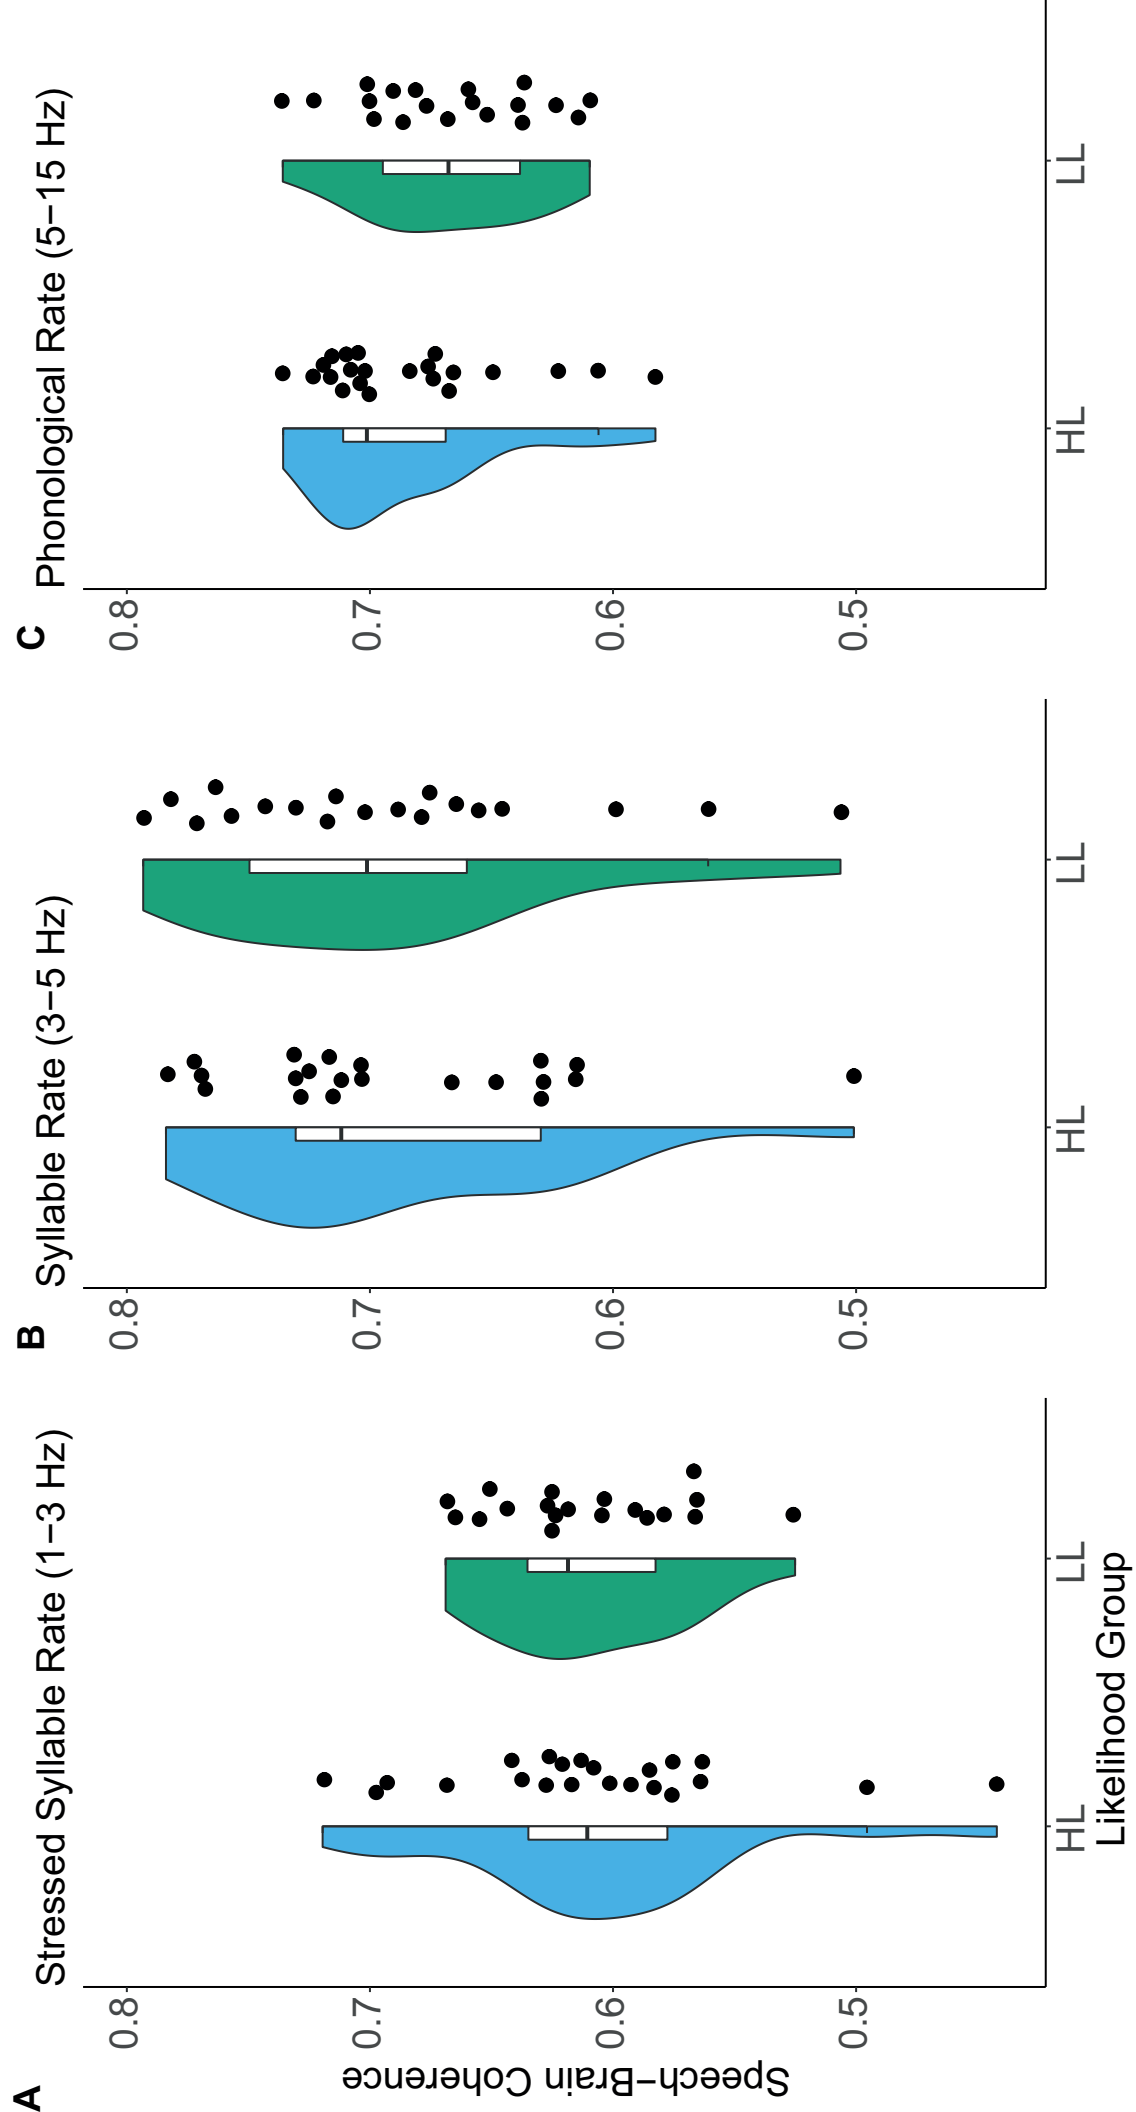 A
Stressed Syllable Rate (1−3 Hz)
Speech−Brain Coherence
0.8
0.7
0.6
0.5
HL
LL
Likelihood Group
B
Syllable Rate (3−5 Hz)
0.8
0.7
0.6
0.5
HL
LL
C
Phonological Rate (5−15 Hz)
0.8
0.7
0.6
0.5
HL
LL